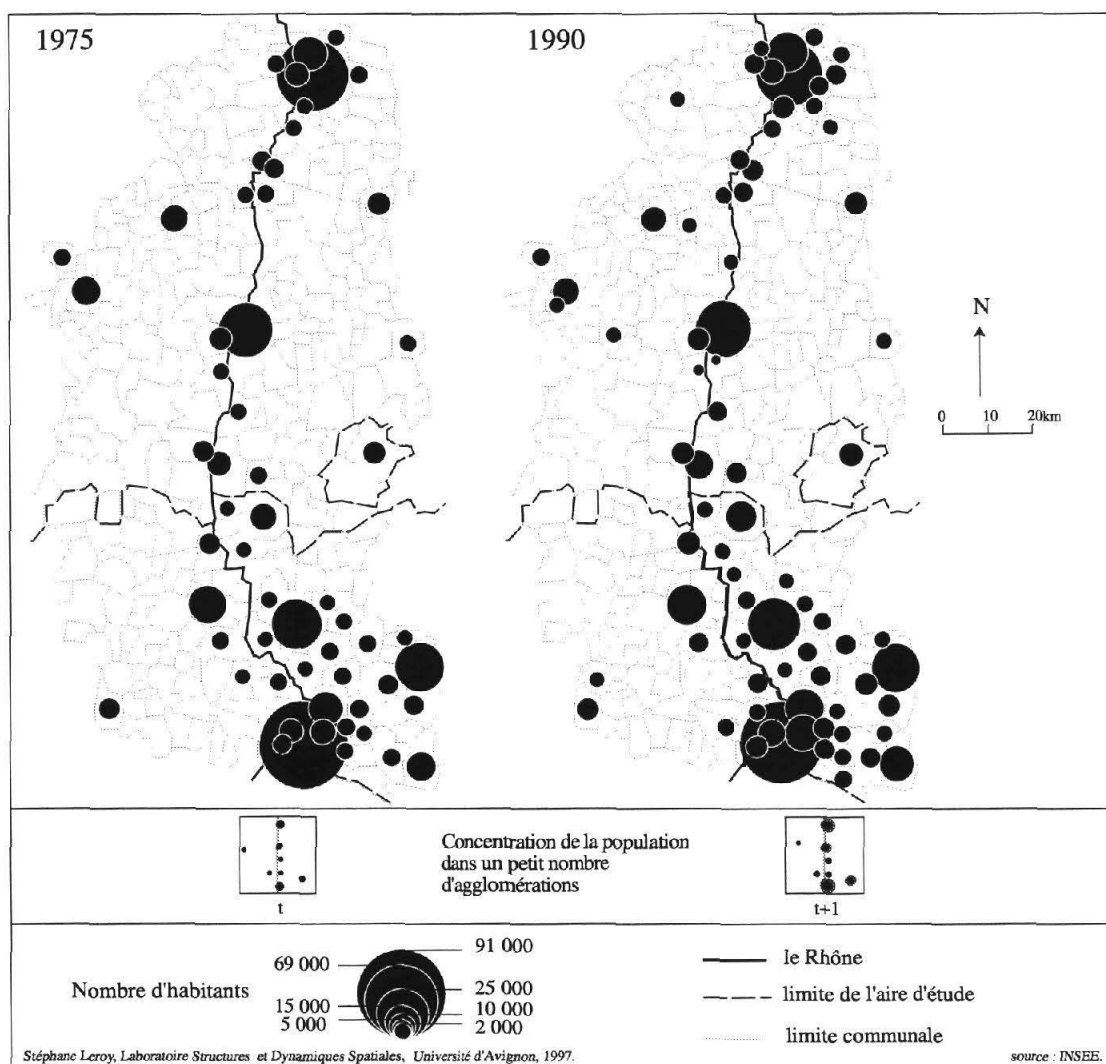 1975
1990
N
0 10 20km
Concentration de la population
dans un petit nombre
d'agglomérations
t
t+1
Nombre d'habitants
69 000
15 000
5 000
91 000
25 000
10 000
2 000
le Rhône
limite de l'aire d'étude
limite communale
Stéphane Leroy, Laboratoire Structures et Dynamiques Spatiales, Université d'Avignon, 1997.
source : INSEE.